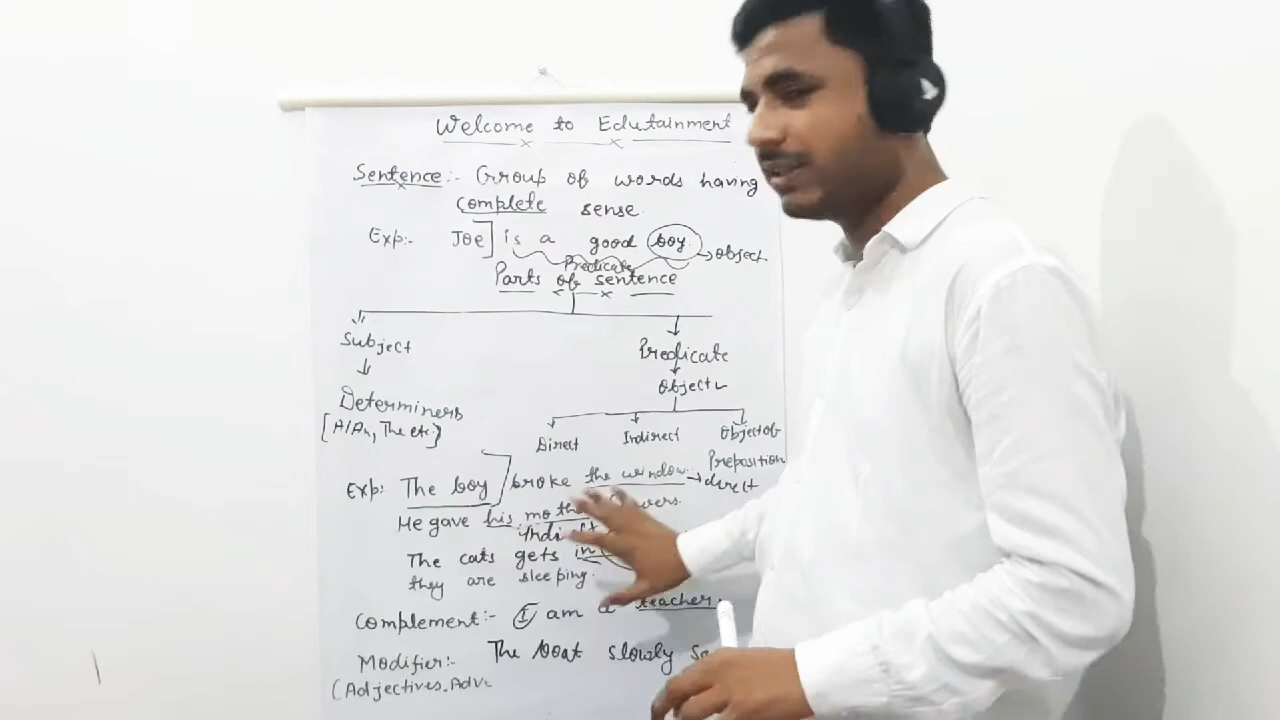 Welcome to Edutainment
Sentence:- Group of words having
complete sense.
Exp:- Joe] is a good boy. → object
Predicate
Parts of sentence
Subject
Predicate
Object
Determiners
[A/An, The etc]
Direct Indirect Object of
Preposition
Exp: The boy broke the window. → direct
He gave his
The cats gets in
they are sleeping.
Complement:- I am a teacher.
Modifier:- The boat slowly
(Adjectives,